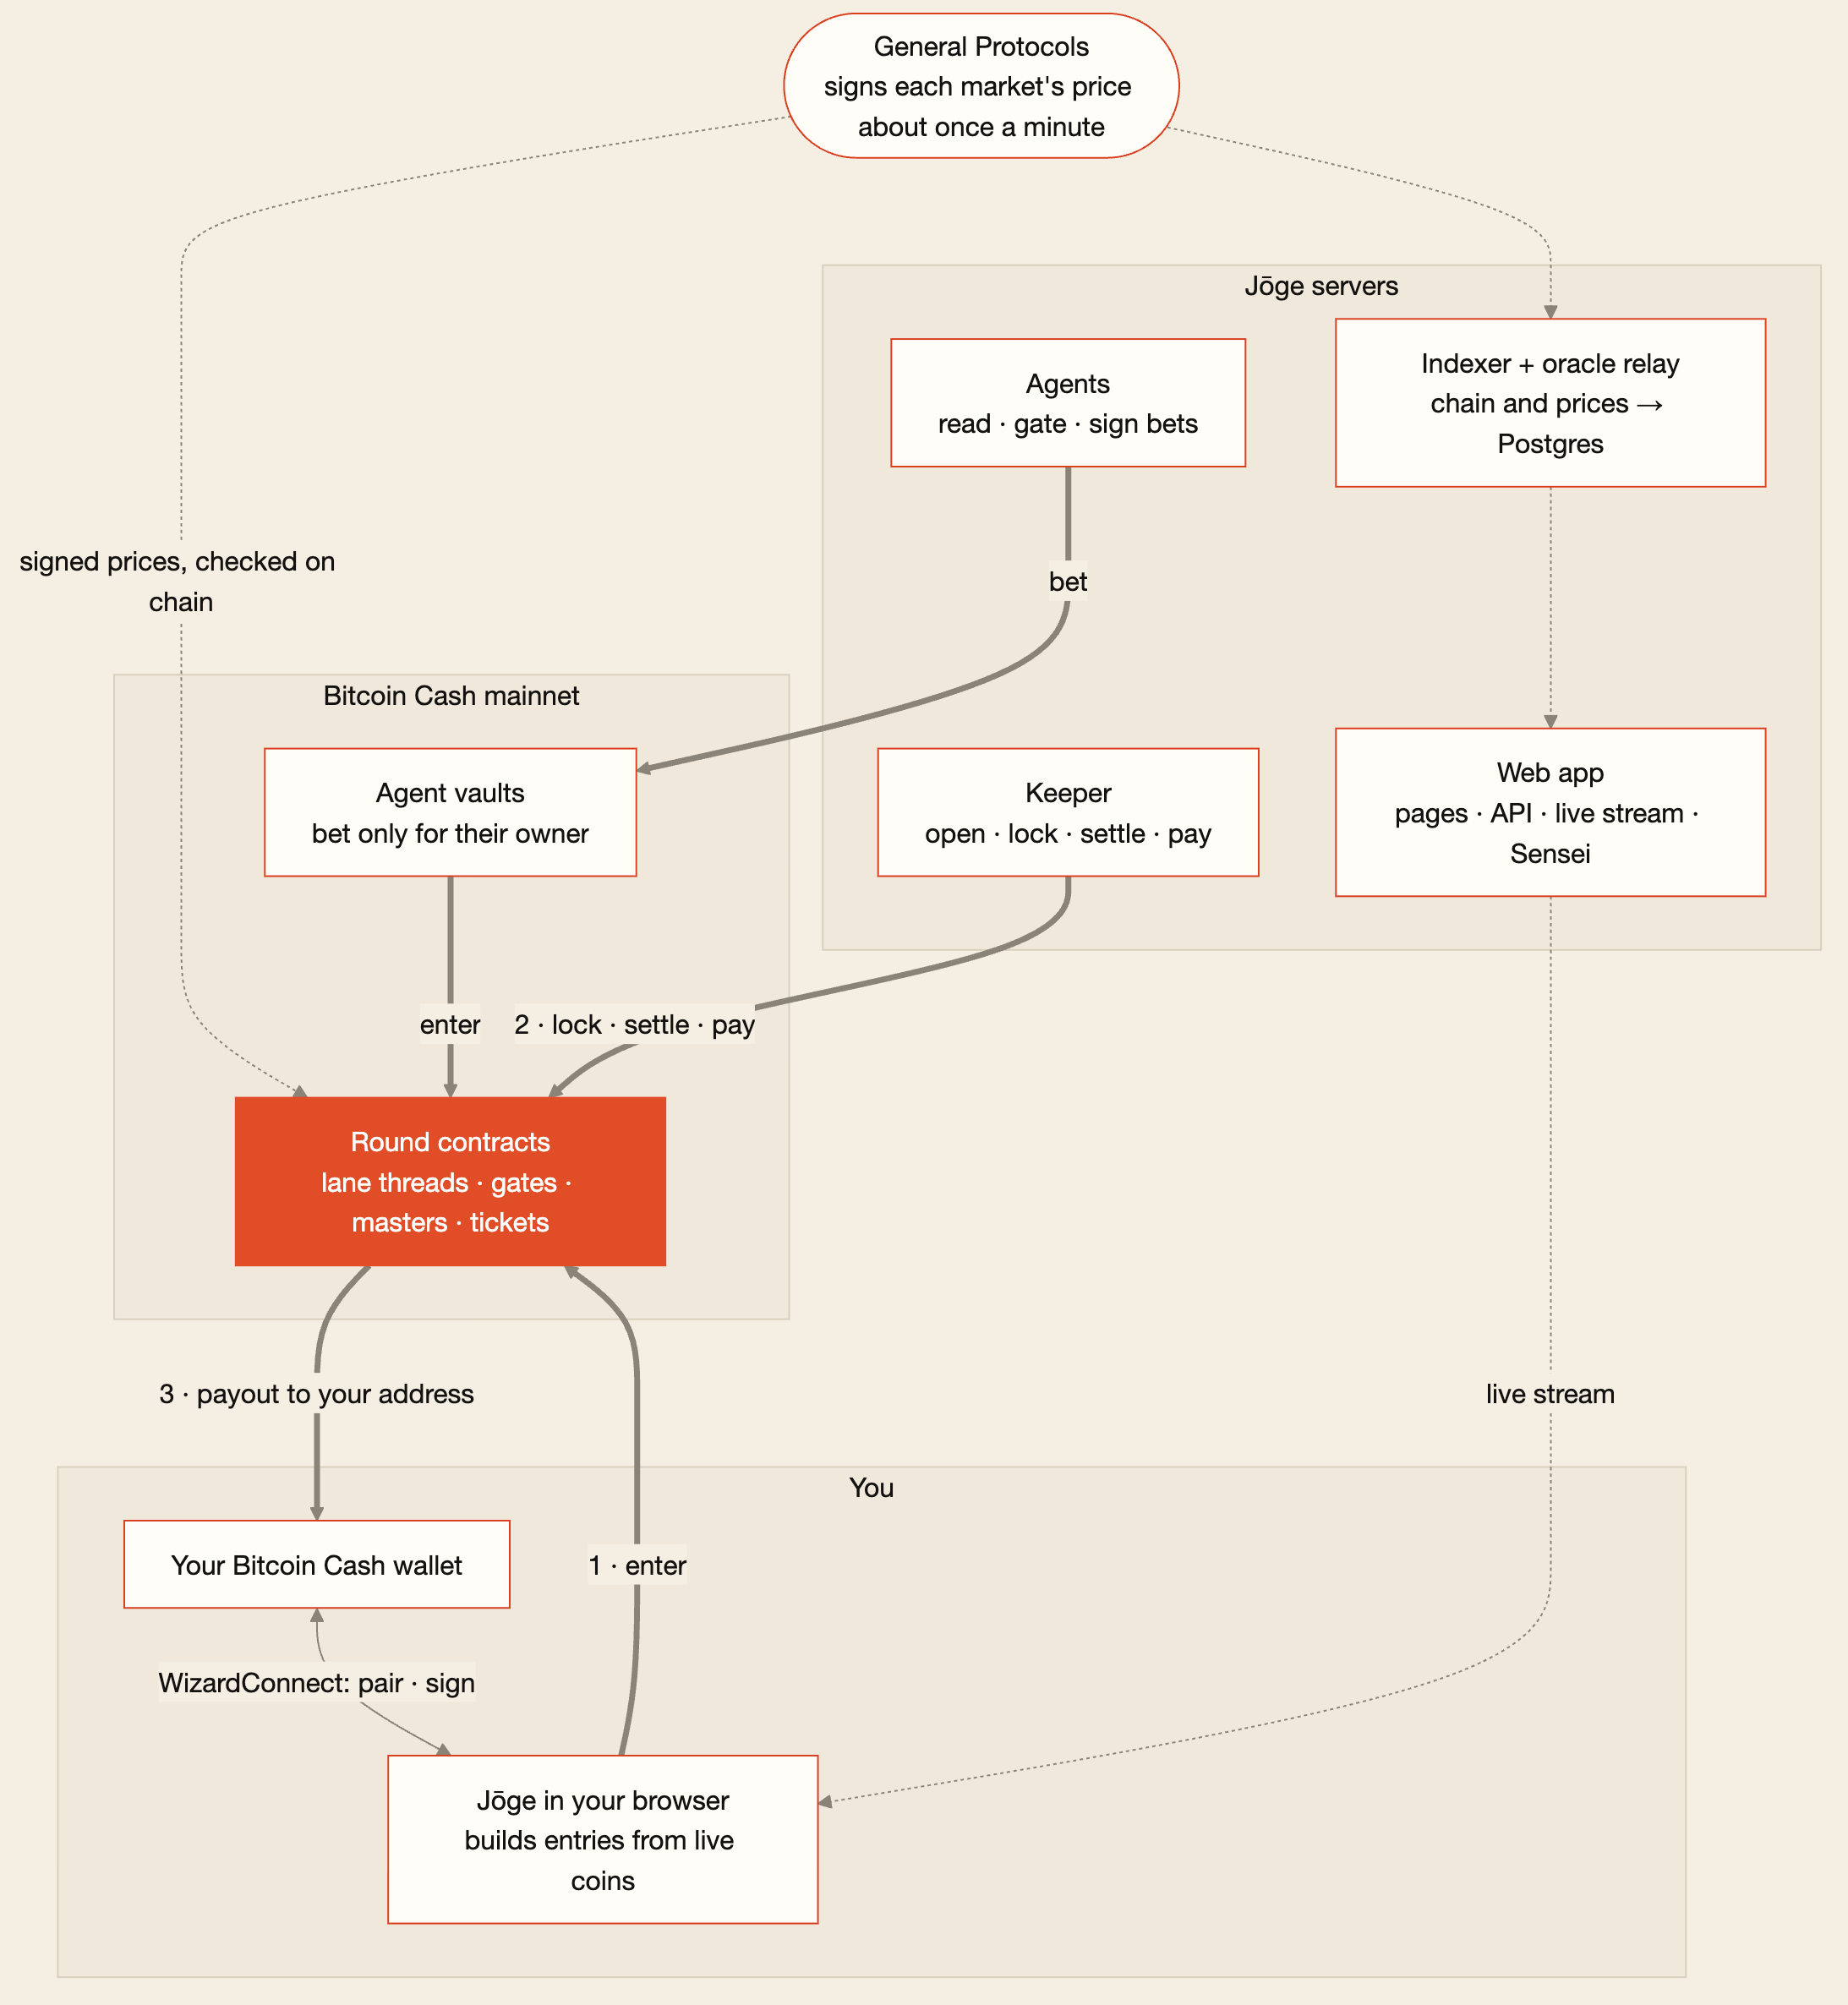 General Protocols
signs each market's price
about once a minute
Jōge servers
Agents
read · gate · sign bets
Indexer + oracle relay
chain and prices →
Postgres
signed prices, checked on
chain
bet
Bitcoin Cash mainnet
Agent vaults
bet only for their owner
Keeper
open · lock · settle · pay
Web app
pages · API · live stream ·
Sensei
enter
2 · lock · settle · pay
Round contracts
lane threads · gates ·
masters · tickets
3 · payout to your address
live stream
You
Your Bitcoin Cash wallet
1 · enter
WizardConnect: pair · sign
Jōge in your browser
builds entries from live
coins